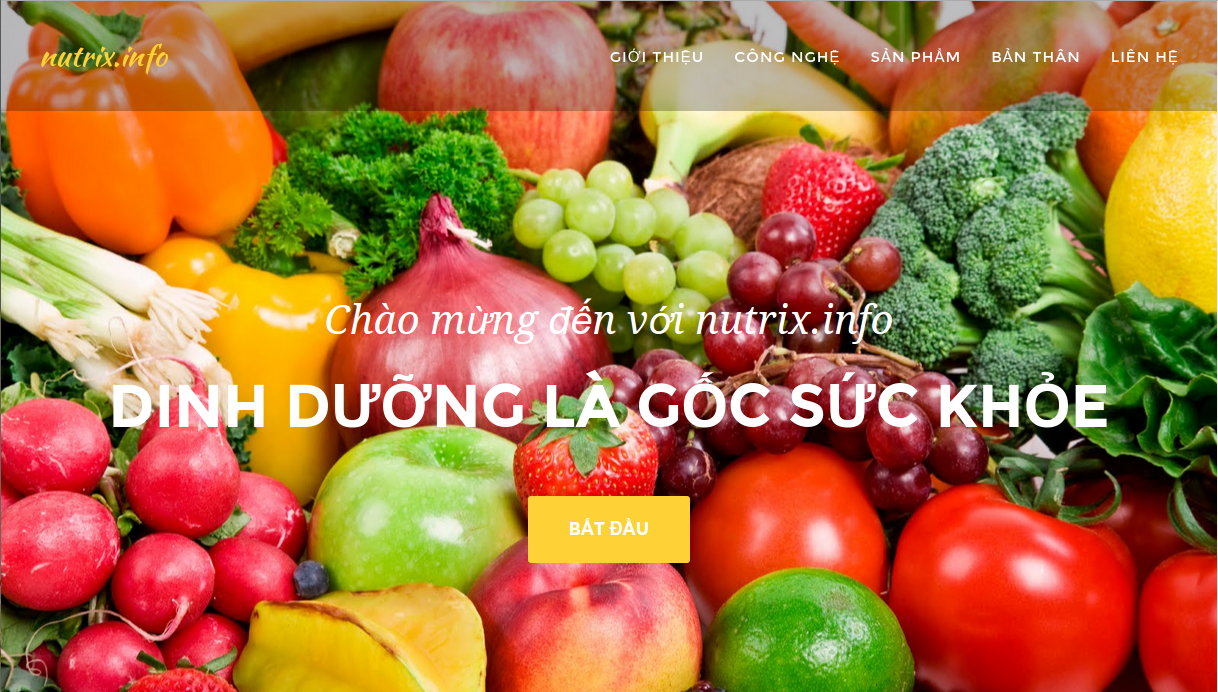 nutrix.info
GIỚI THIỆU
CÔNG NGHỆ
SẢN PHẨM
BẢN THÂN
LIÊN HỆ
Chào mừng đến với nutrix.info
DINH DƯỠNG LÀ GỐC SỨC KHỎE
BẮT ĐẦU